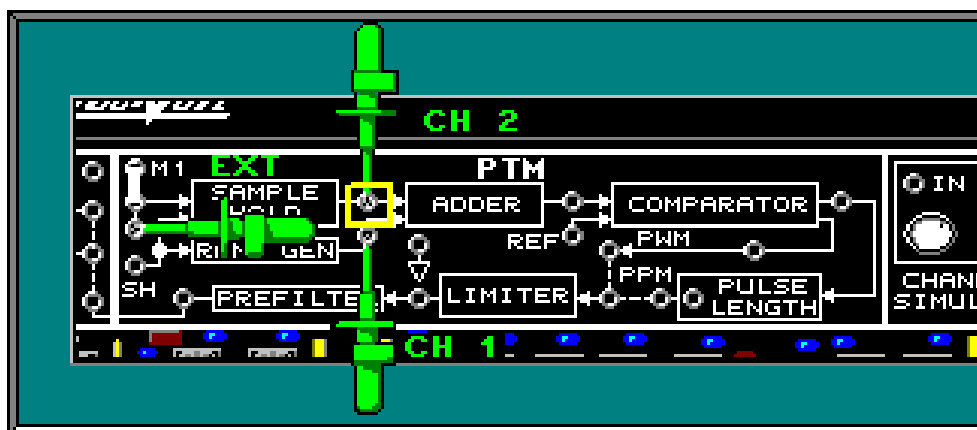 CH 2
M1 EXT PTM
SAMPLE
IN
ADDER COMPARATOR
REF PWM
GEN
SH PPM CHAN
PREFILTER LIMITER PULSE SIMUL
LENGTH
CH 1